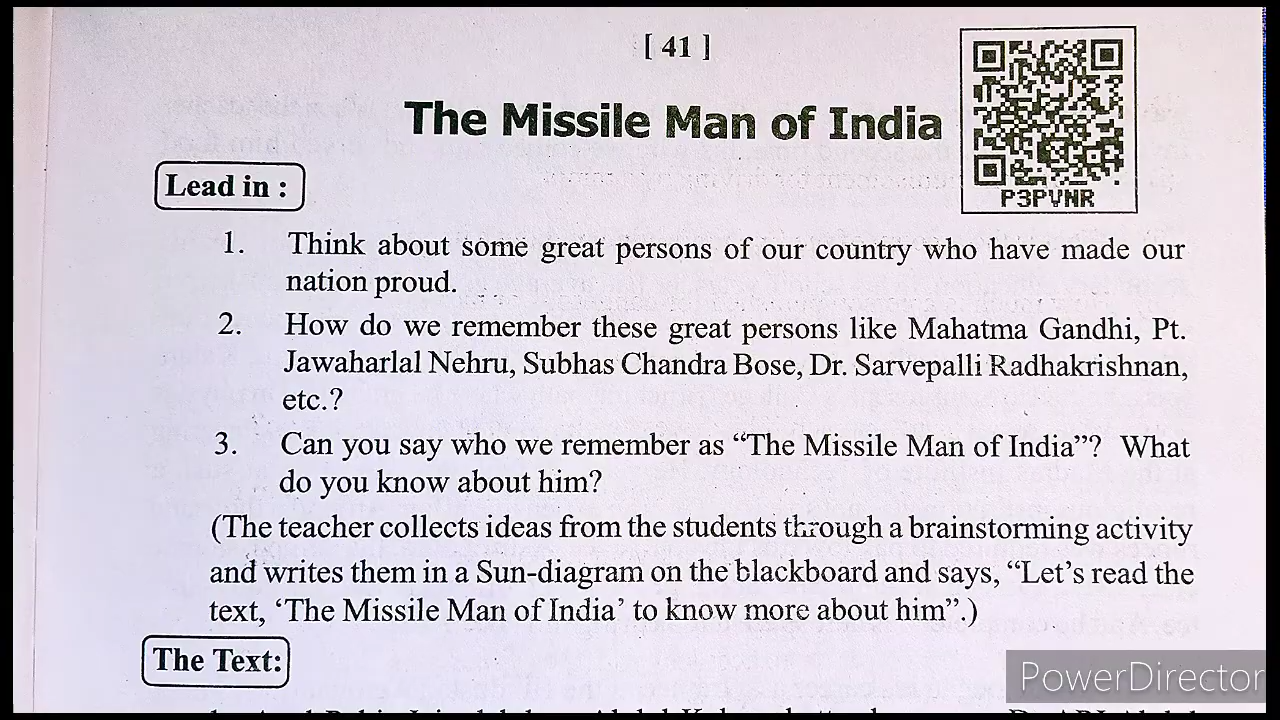 [ 41 ]
The Missile Man of India
P3PVNR
Lead in :
1. Think about some great persons of our country who have made our
nation proud.
2. How do we remember these great persons like Mahatma Gandhi, Pt.
Jawaharlal Nehru, Subhas Chandra Bose, Dr. Sarvepalli Radhakrishnan,
etc.?
3. Can you say who we remember as “The Missile Man of India”? What
do you know about him?
(The teacher collects ideas from the students through a brainstorming activity
and writes them in a Sun-diagram on the blackboard and says, “Let’s read the
text, ‘The Missile Man of India’ to know more about him”.)
The Text:
PowerDirector